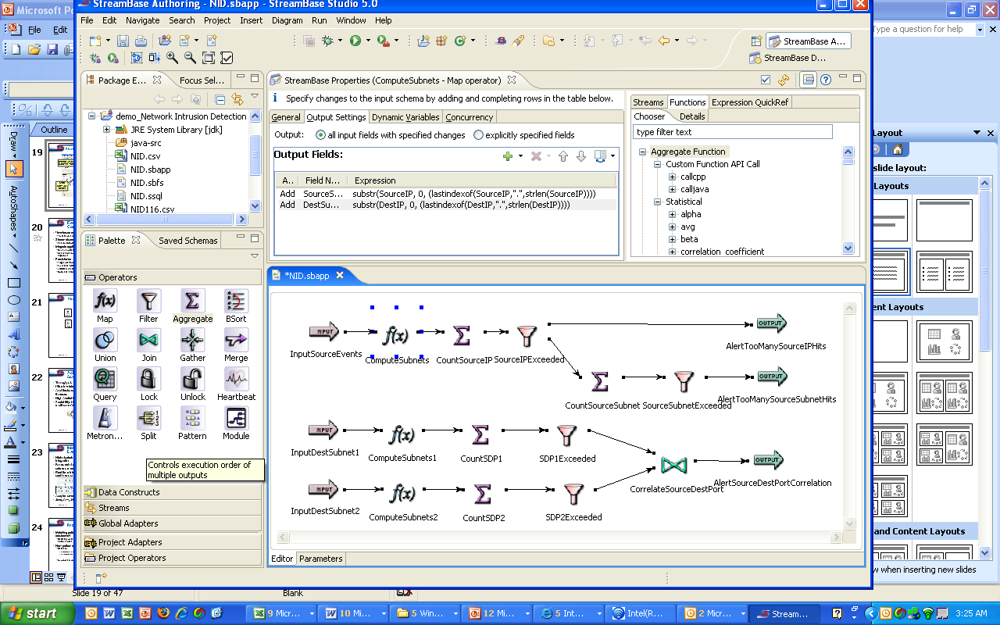 Microsoft Po
StreamBase Authoring - NID.sbapp - StreamBase Studio 5.0
File Edit
File Edit Navigate Search Project Insert Diagram Run Window Help
Type a question for help
StreamBase A...
StreamBase D...
Package E...
Focus Sel...
demo_Network Intrusion Detection
JRE System Library [jdk]
java-src
NID.csv
NID.sbapp
NID.sbfs
NID.ssql
NID116.csv
StreamBase Properties (ComputeSubnets - Map operator)
Specify changes to the input schema by adding and completing rows in the table below.
General Output Settings Dynamic Variables Concurrency
Output: all input fields with specified changes explicitly specified fields
Output Fields:
A.. Field N... Expression
Add SourceS... substr(SourceIP, 0, (lastindexof(SourceIP,".",strlen(SourceIP))))
Add DestSu... substr(DestIP, 0, (lastindexof(DestIP,".",strlen(DestIP))))
Streams Functions Expression QuickRef
Chooser Details
type filter text
Aggregate Function
Custom Function API Call
callcpp
calljava
Statistical
alpha
avg
beta
correlation_coefficient
Outline
19
20
21
22
23
24
Draw
AutoShapes
Layout
slide layout:
Layouts
ent Layouts
and Content Layouts
w when inserting new slides
Palette
Saved Schemas
Operators
Map Filter Aggregate BSort
Union Join Gather Merge
Query Lock Unlock Heartbeat
Metron... Split Pattern Module
Controls execution order of
multiple outputs
Data Constructs
Streams
Global Adapters
Project Adapters
Project Operators
*NID.sbapp
INPUT
InputSourceEvents
f(x)
ComputeSubnets
CountSourceIP
SourceIPExceeded
OUTPUT
AlertTooManySourceIPHits
CountSourceSubnet
SourceSubnetExceeded
OUTPUT
AlertTooManySourceSubnetHits
INPUT
InputDestSubnet1
f(x)
ComputeSubnets1
CountSDP1
SDP1Exceeded
CorrelateSourceDestPort
OUTPUT
AlertSourceDestPortCorrelation
INPUT
InputDestSubnet2
f(x)
ComputeSubnets2
CountSDP2
SDP2Exceeded
Editor Parameters
Slide 19 of 47
Blank
start
9 Micr...
10 Mi...
5 Win...
12 Mi...
5 Int...
Intel(R...
2 Micr...
Stream...
3:25 AM